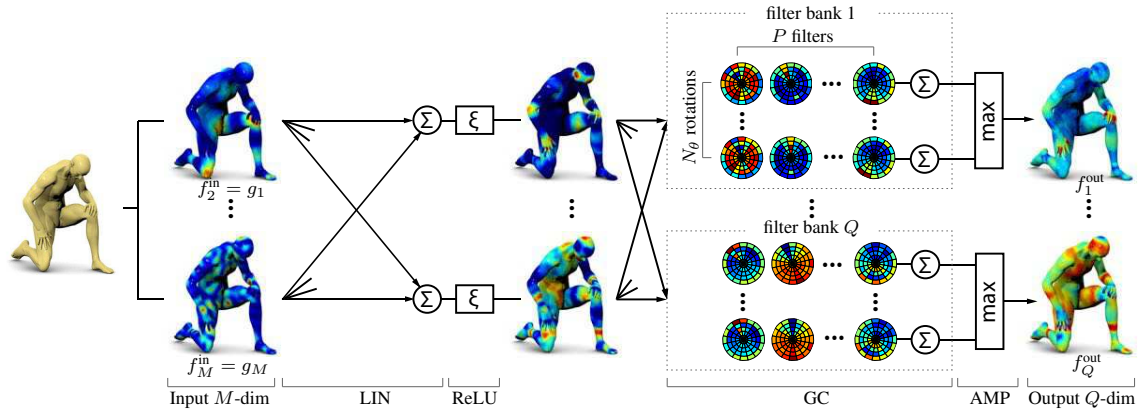 filter bank 1
P filters
N_θ rotations
Σ
ξ
Σ
max
Σ
f_2^in = g_1
f_1^out
filter bank Q
Σ
Σ
ξ
max
Σ
f_M^in = g_M
f_Q^out
Input M-dim
LIN
ReLU
GC
AMP
Output Q-dim